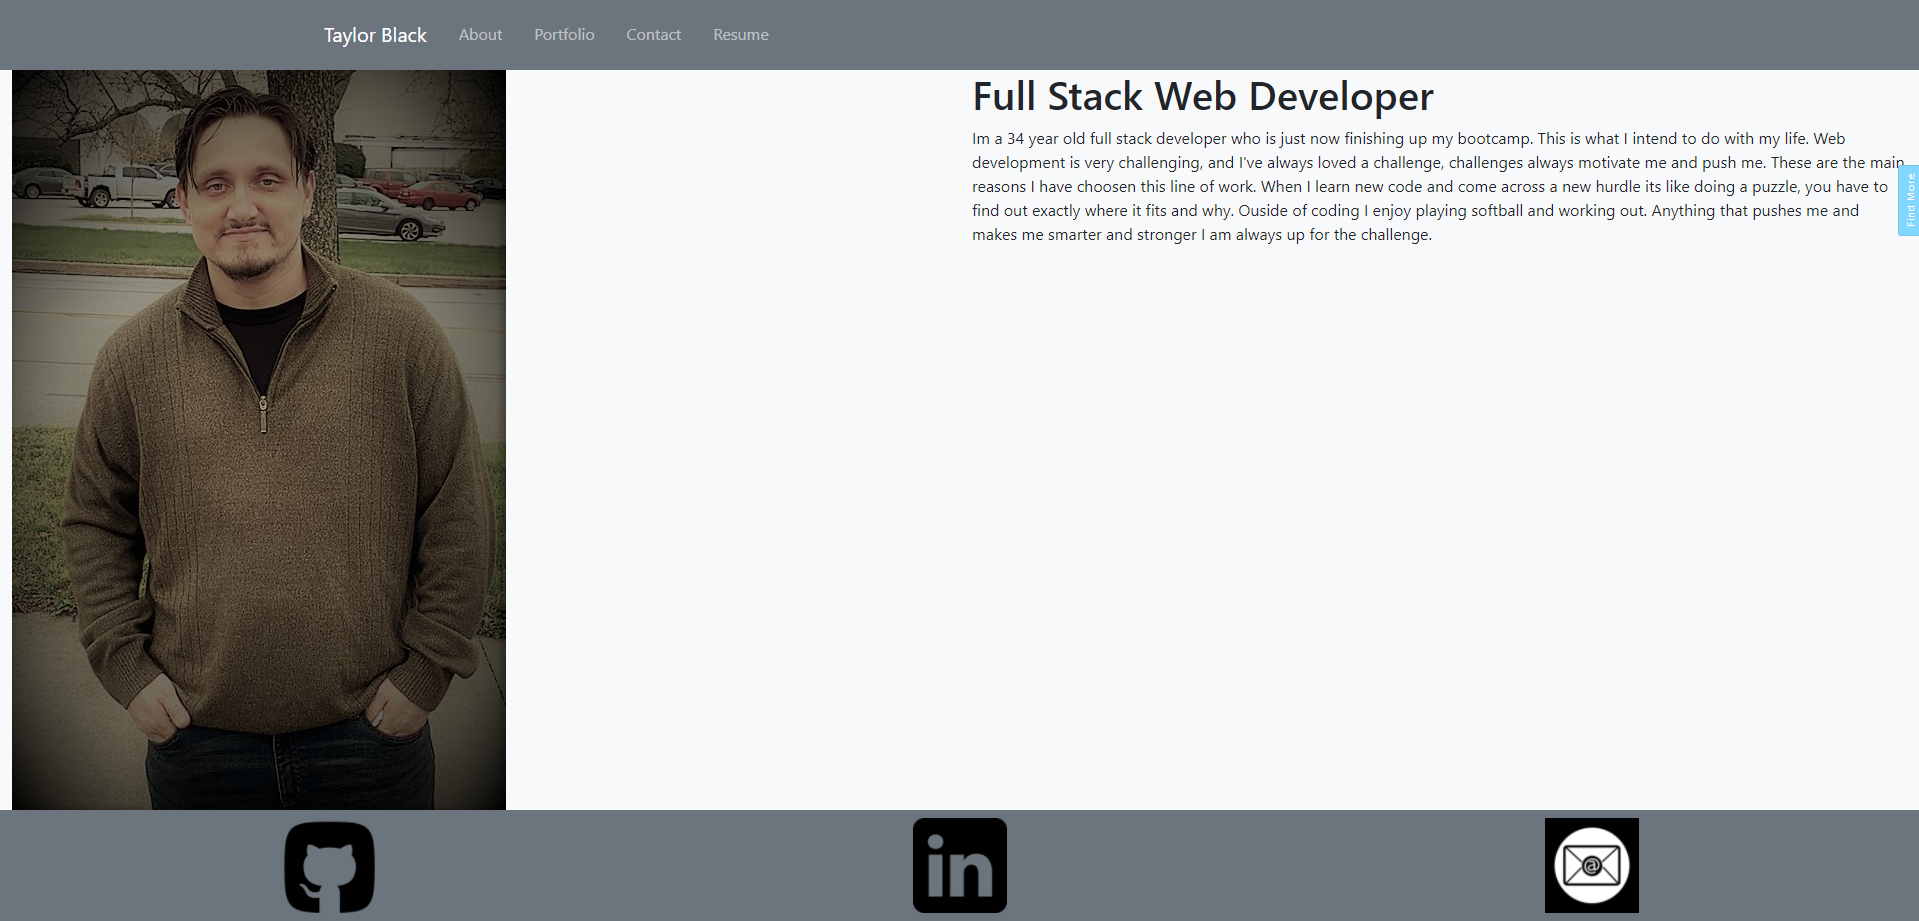 Taylor Black About Portfolio Contact Resume
Full Stack Web Developer
Im a 34 year old full stack developer who is just now finishing up my bootcamp. This is what I intend to do with my life. Web
development is very challenging, and I've always loved a challenge, challenges always motivate me and push me. These are the main
reasons I have choosen this line of work. When I learn new code and come across a new hurdle its like doing a puzzle, you have to
find out exactly where it fits and why. Ouside of coding I enjoy playing softball and working out. Anything that pushes me and
makes me smarter and stronger I am always up for the challenge.
Find More
in
@